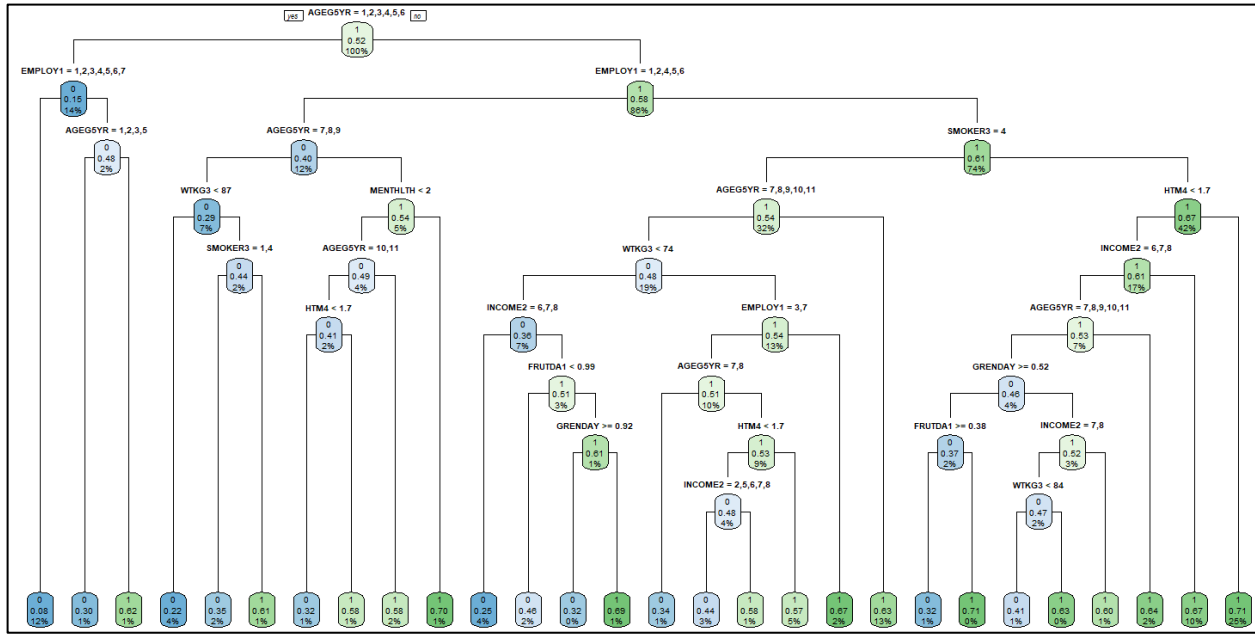 yes AGEG5YR = 1,2,3,4,5,6 no
1
0.52
100%
EMPLOY1 = 1,2,3,4,5,6,7
EMPLOY1 = 1,2,4,5,6
0
0.15
14%
1
0.58
86%
AGEG5YR = 1,2,3,5
AGEG5YR = 7,8,9
SMOKER3 = 4
0
0.48
2%
0
0.40
12%
1
0.61
74%
WTKG3 < 87
MENTHLTH < 2
AGEG5YR = 7,8,9,10,11
HTM4 < 1.7
0
0.29
7%
1
0.54
5%
1
0.54
32%
1
0.67
42%
SMOKER3 = 1,4
AGEG5YR = 10,11
WTKG3 < 74
INCOME2 = 6,7,8
0
0.44
2%
0
0.49
4%
0
0.48
19%
1
0.61
17%
HTM4 < 1.7
INCOME2 = 6,7,8
EMPLOY1 = 3,7
AGEG5YR = 7,8,9,10,11
0
0.41
2%
0
0.36
7%
1
0.54
13%
1
0.53
7%
FRUTDA1 < 0.99
AGEG5YR = 7,8
GRENDAY >= 0.52
1
0.51
3%
1
0.51
10%
0
0.46
4%
GRENDAY >= 0.92
HTM4 < 1.7
FRUTDA1 >= 0.38
INCOME2 = 7,8
1
0.61
1%
1
0.53
9%
0
0.37
2%
1
0.52
3%
INCOME2 = 2,5,6,7,8
WTKG3 < 84
0
0.48
4%
0
0.47
2%
0 0 1 0 0 1 0 1 1 1 0 0 0 1 0 0 1 1 1 1 0 1 0 1 1 1 1 1
0.08 0.30 0.62 0.22 0.35 0.61 0.32 0.58 0.58 0.70 0.25 0.46 0.32 0.69 0.34 0.44 0.58 0.57 0.67 0.63 0.32 0.71 0.41 0.63 0.60 0.64 0.67 0.71
12% 1% 1% 4% 2% 1% 1% 1% 2% 1% 4% 2% 0% 1% 1% 3% 1% 5% 2% 13% 1% 0% 1% 0% 1% 2% 10% 25%